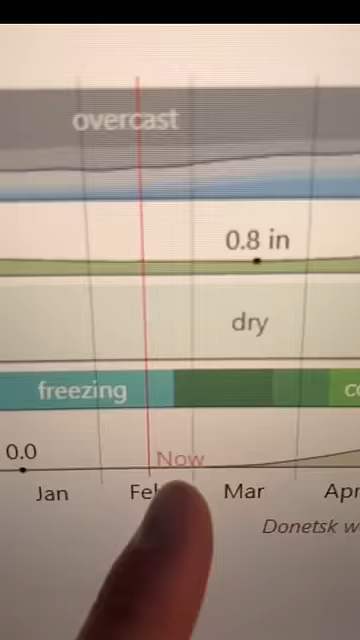 overcast
0.8 in
dry
freezing
0.0
Now
Jan
Mar
Apr
Donetsk